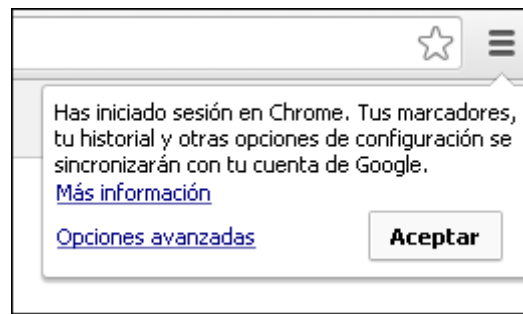 Has iniciado sesión en Chrome. Tus marcadores,
tu historial y otras opciones de configuración se
sincronizarán con tu cuenta de Google.
Más información
Opciones avanzadas
Aceptar